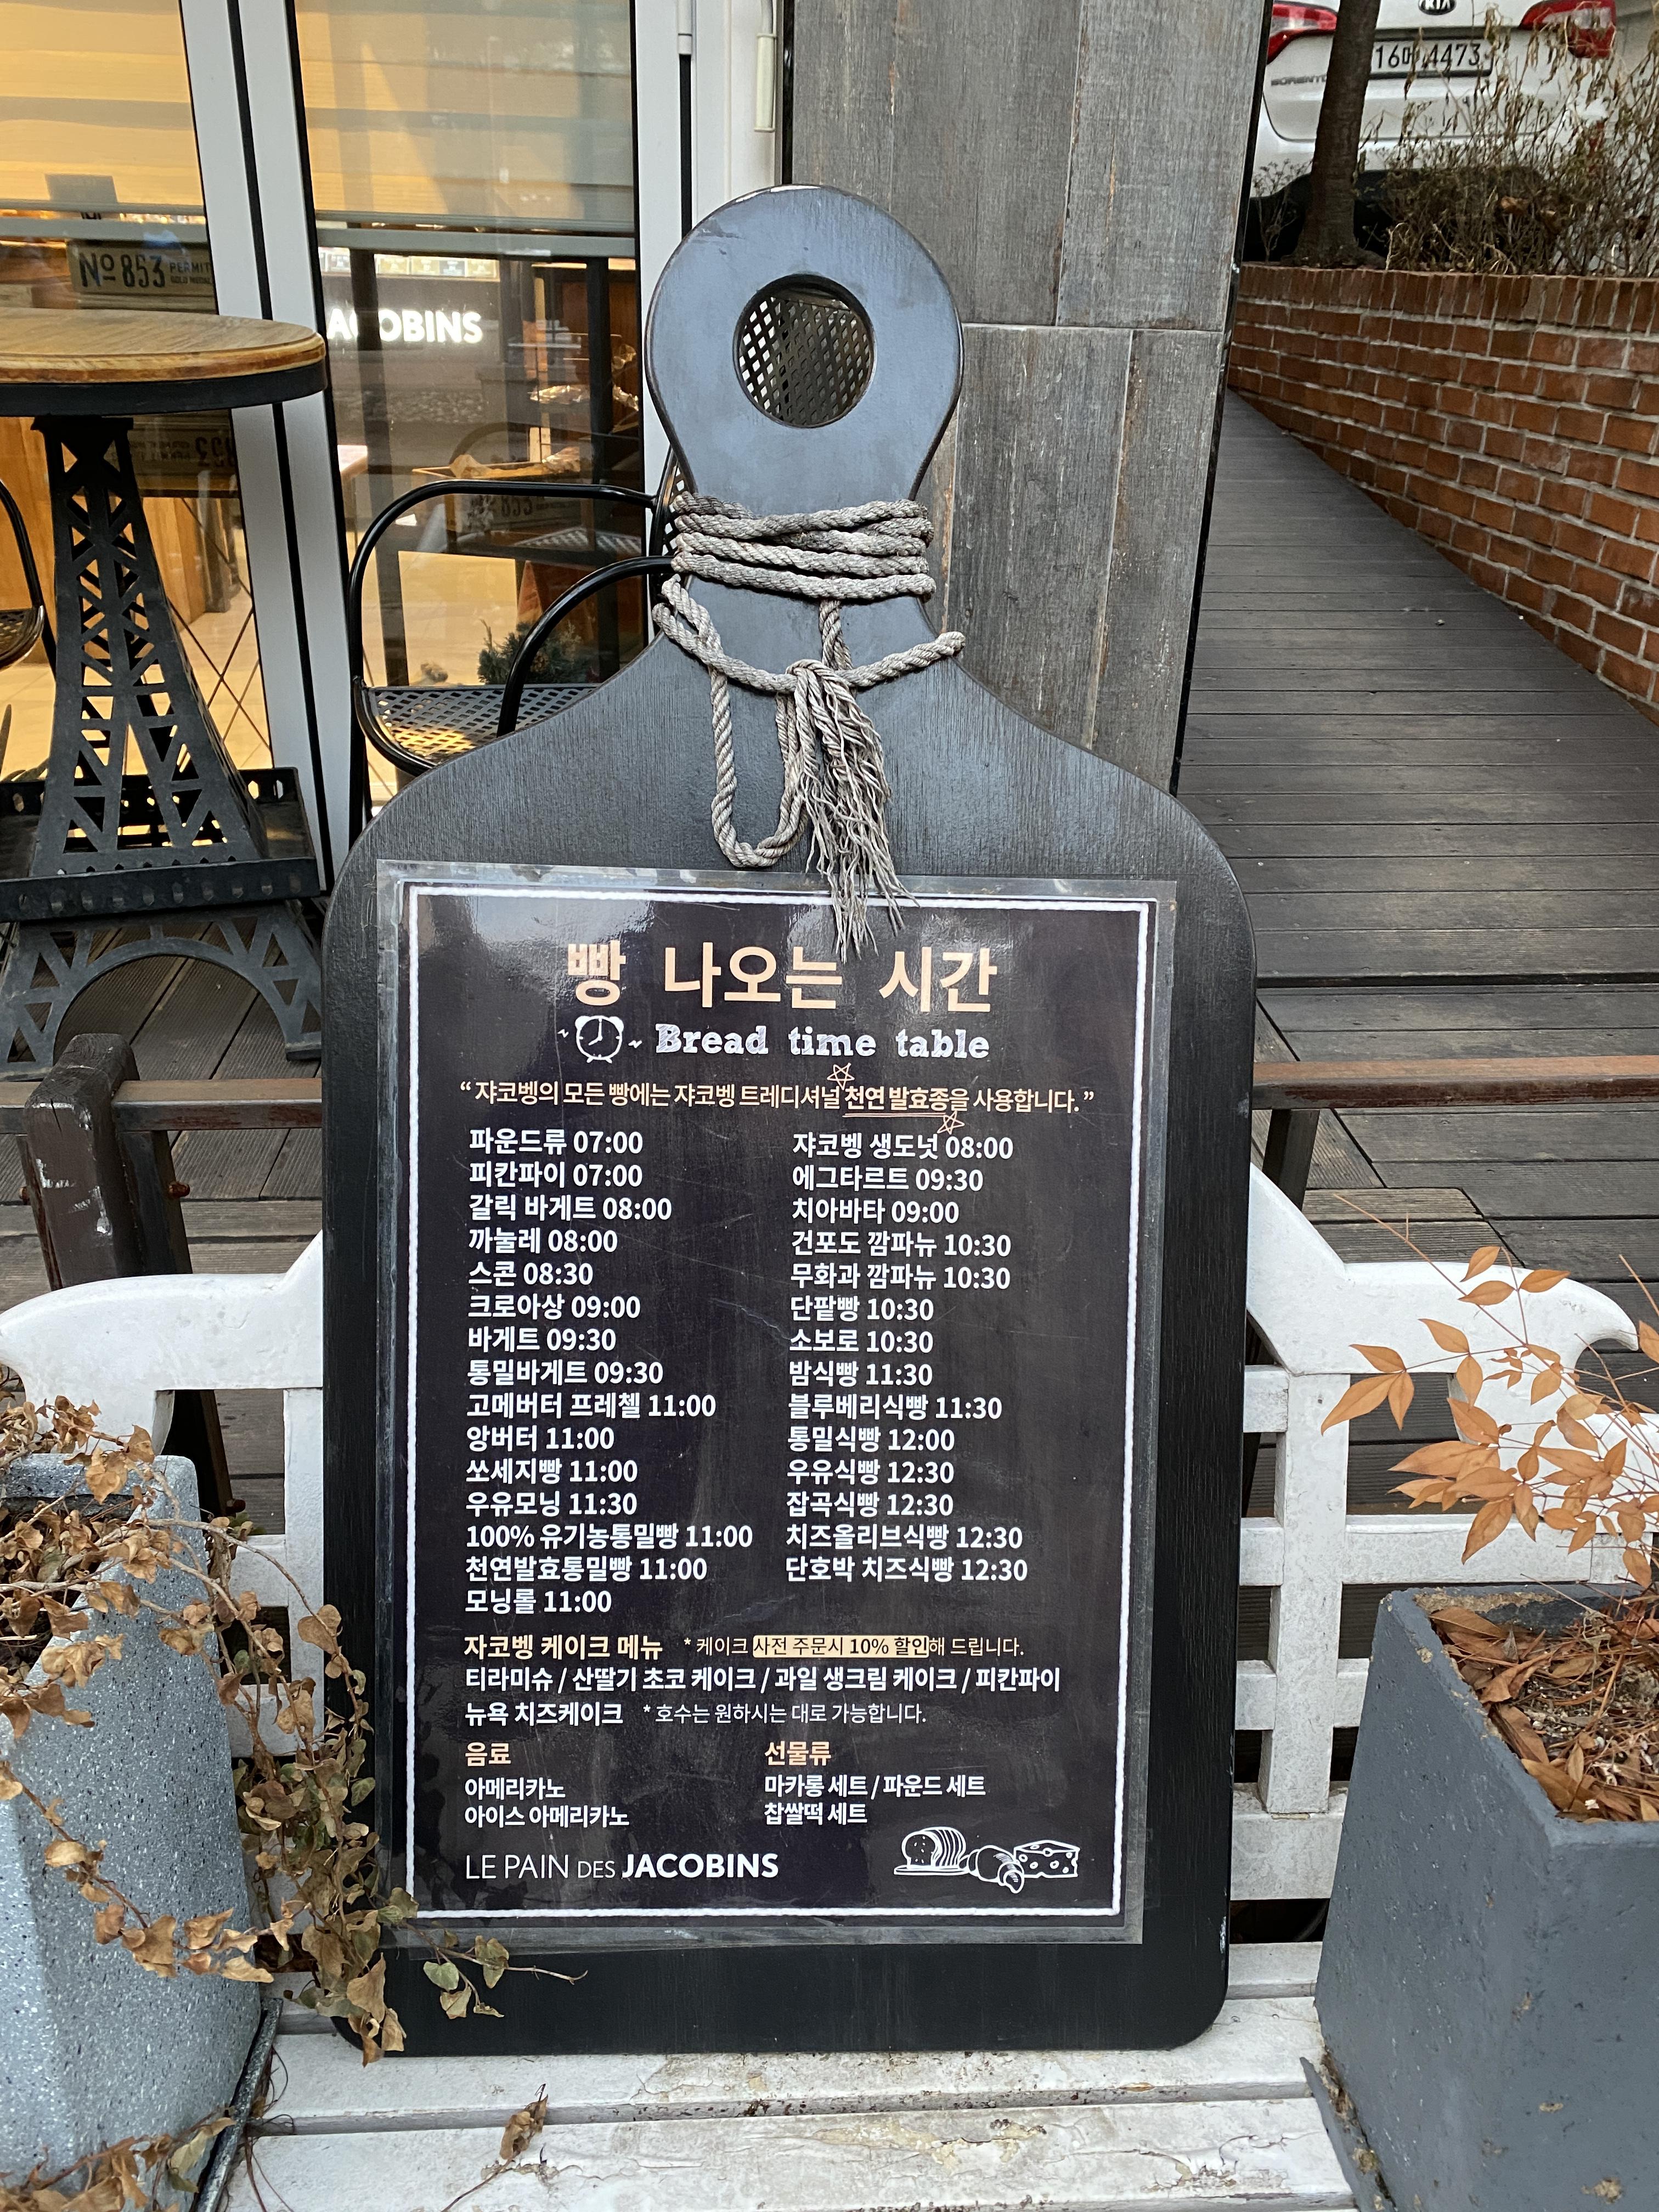 KIA
SORENTO
16머 4473
Nº 853 PERMIT
JACOBINS
853
빵 나오는 시간
Bread time table
“ 쟈코벵의 모든 빵에는 쟈코벵 트레디셔널 천연 발효종을 사용합니다. ”
파운드류 07:00
피칸파이 07:00
갈릭 바게트 08:00
까눌레 08:00
스콘 08:30
크로아상 09:00
바게트 09:30
통밀바게트 09:30
고메버터 프레첼 11:00
앙버터 11:00
쏘세지빵 11:00
우유모닝 11:30
100% 유기농통밀빵 11:00
천연발효통밀빵 11:00
모닝롤 11:00
쟈코벵 생도넛 08:00
에그타르트 09:30
치아바타 09:00
건포도 깜파뉴 10:30
무화과 깜파뉴 10:30
단팥빵 10:30
소보로 10:30
밤식빵 11:30
블루베리식빵 11:30
통밀식빵 12:00
우유식빵 12:30
잡곡식빵 12:30
치즈올리브식빵 12:30
단호박 치즈식빵 12:30
자코벵 케이크 메뉴 * 케이크 사전 주문시 10% 할인해 드립니다.
티라미슈 / 산딸기 초코 케이크 / 과일 생크림 케이크 / 피칸파이
뉴욕 치즈케이크 * 호수는 원하시는 대로 가능합니다.
음료
아메리카노
아이스 아메리카노
선물류
마카롱 세트 / 파운드 세트
찹쌀떡 세트
LE PAIN DES JACOBINS